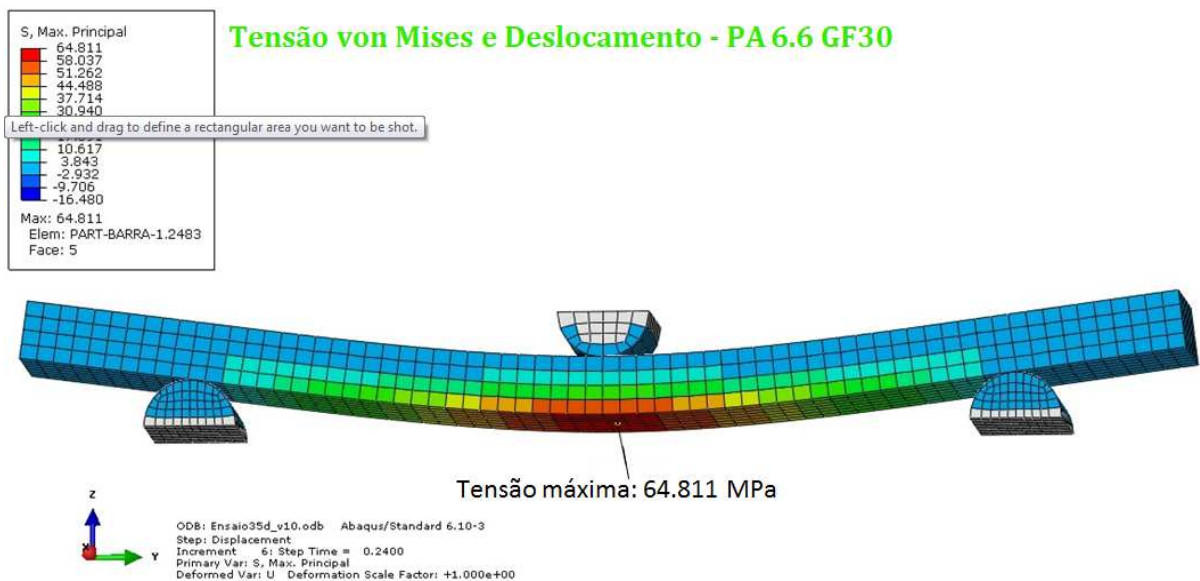 Tensão von Mises e Deslocamento - PA 6.6 GF30
S, Max. Principal
64.811
58.037
51.262
44.488
37.714
30.940
Left-click and drag to define a rectangular area you want to be shot.
10.617
3.843
-2.932
-9.706
-16.480
Max: 64.811
Elem: PART-BARRA-1.2483
Face: 5
Tensão máxima: 64.811 MPa
Z
Y
ODB: Ensaio35d_v10.odb Abaqus/Standard 6.10-3
Step: Displacement
Increment 6: Step Time = 0.2400
Primary Var: S, Max. Principal
Deformed Var: U Deformation Scale Factor: +1.000e+00